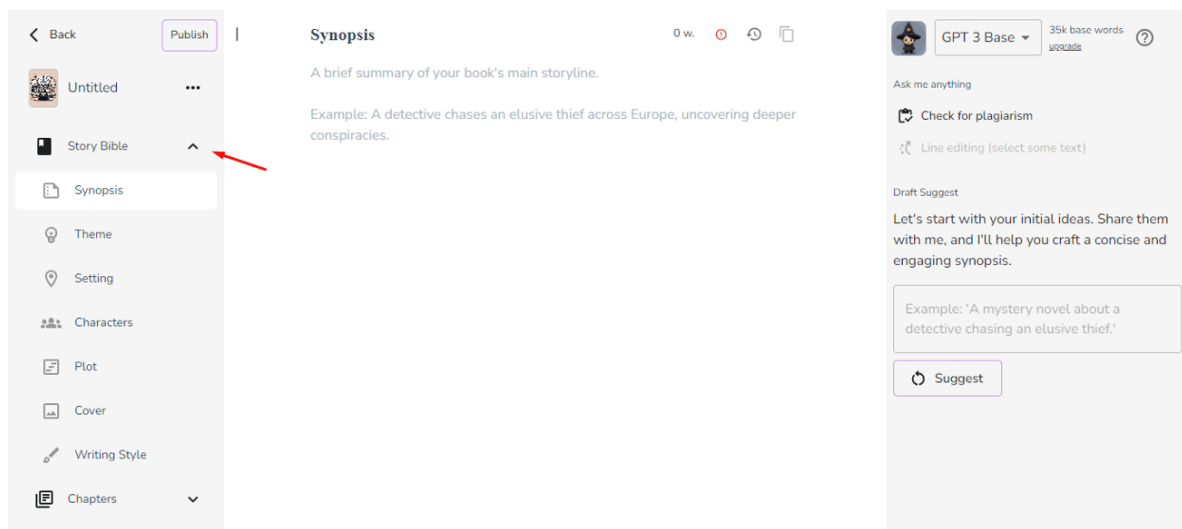 Back
Publish
Untitled
Story Bible
Synopsis
Theme
Setting
Characters
Plot
Cover
Writing Style
Chapters
Synopsis
0 w.
A brief summary of your book's main storyline.
Example: A detective chases an elusive thief across Europe, uncovering deeper
conspiracies.
GPT 3 Base
35k base words
upgrade
Ask me anything
Check for plagiarism
Line editing (select some text)
Draft Suggest
Let's start with your initial ideas. Share them
with me, and I'll help you craft a concise and
engaging synopsis.
Example: 'A mystery novel about a
detective chasing an elusive thief.'
Suggest